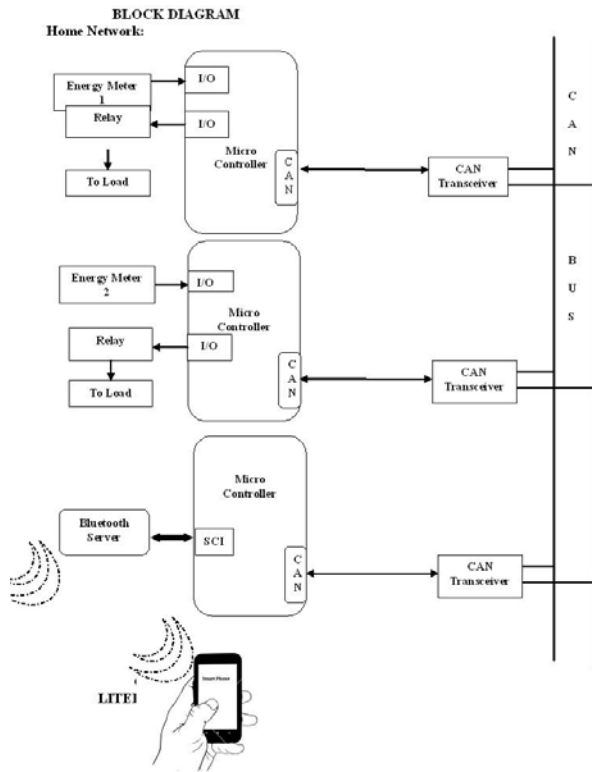 BLOCK DIAGRAM
Home Network:
Energy Meter
1
I/O
Relay
I/O
Micro
Controller
To Load
C
A
N
CAN
Transceiver
C
A
N
Energy Meter
2
I/O
Micro
Controller
Relay
I/O
To Load
C
A
N
CAN
Transceiver
B
U
S
Micro
Controller
Bluetooth
Server
SCI
C
A
N
CAN
Transceiver
Smart Phone
LITE1